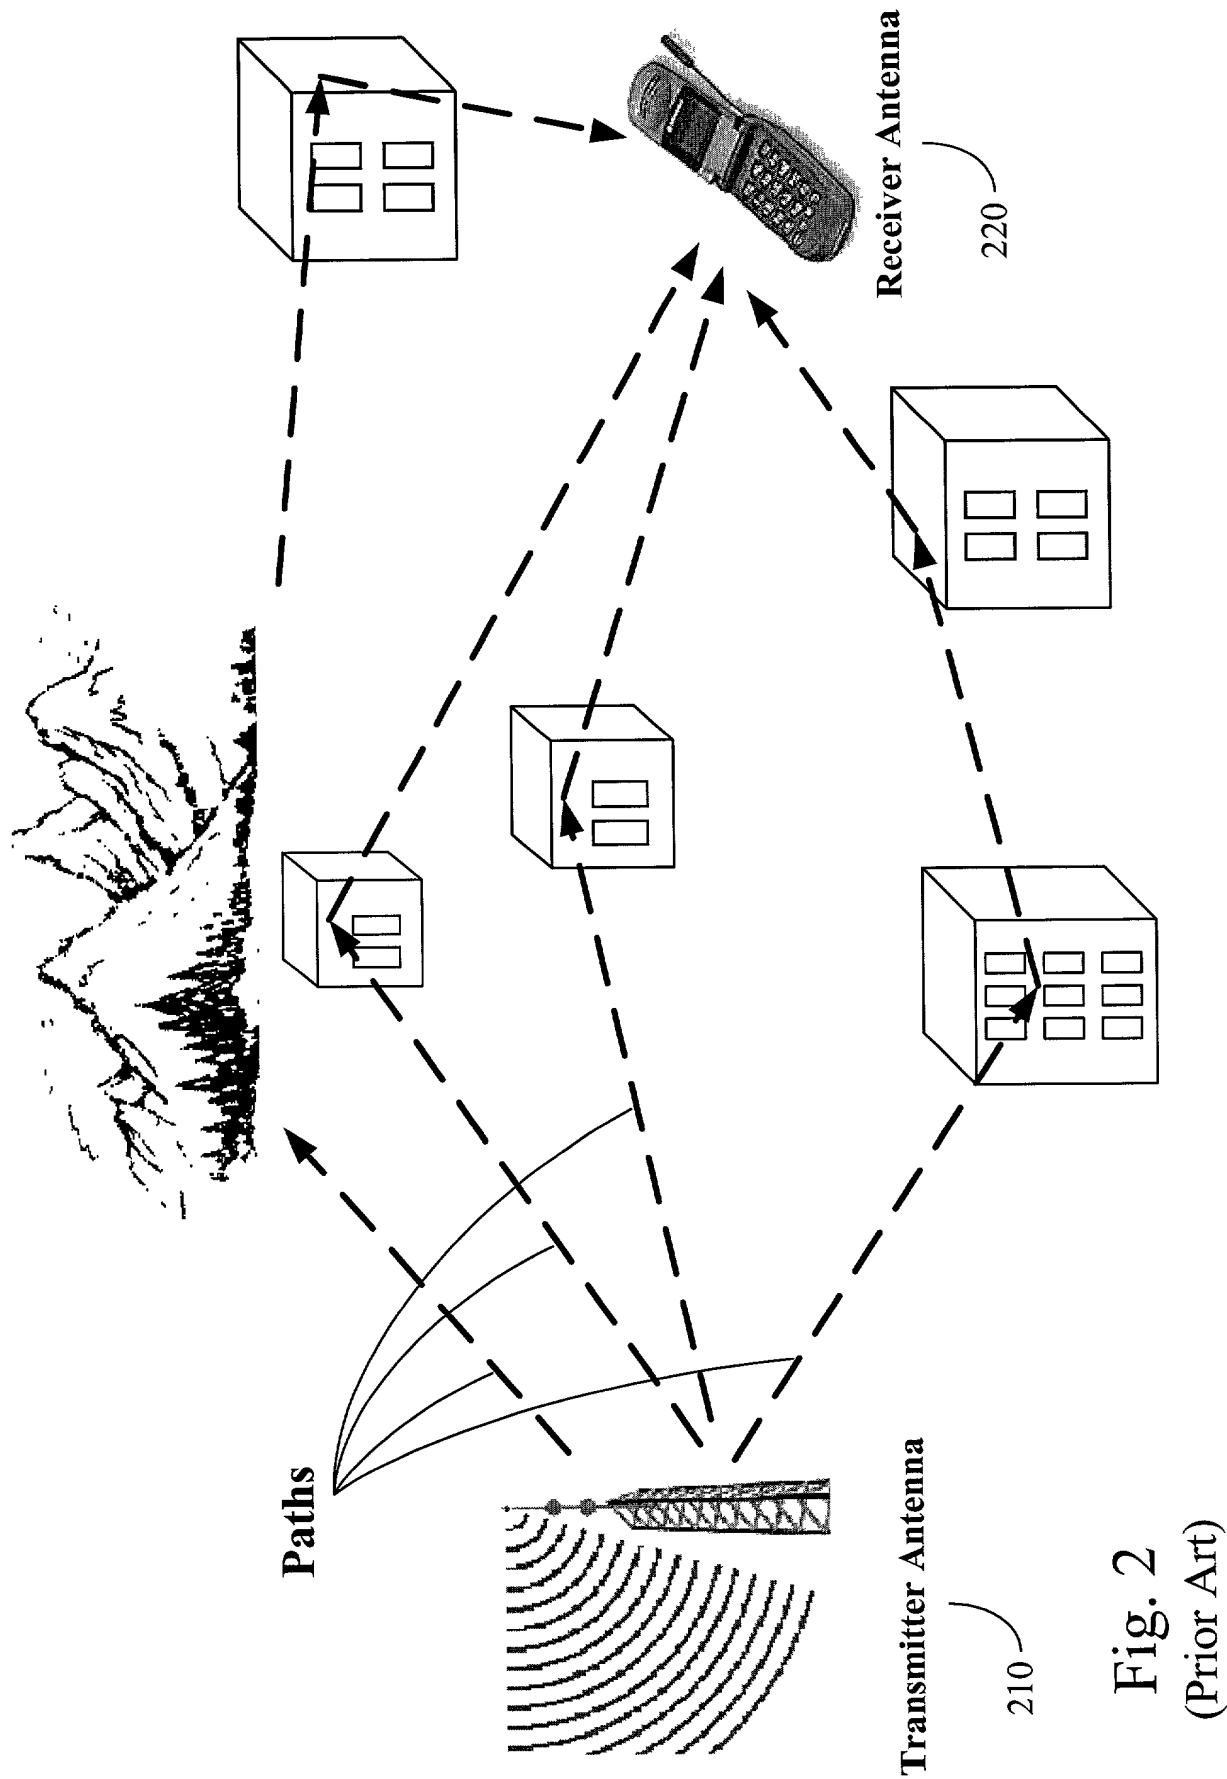 Paths
Transmitter Antenna
210
Receiver Antenna
220
Fig. 2
(Prior Art)